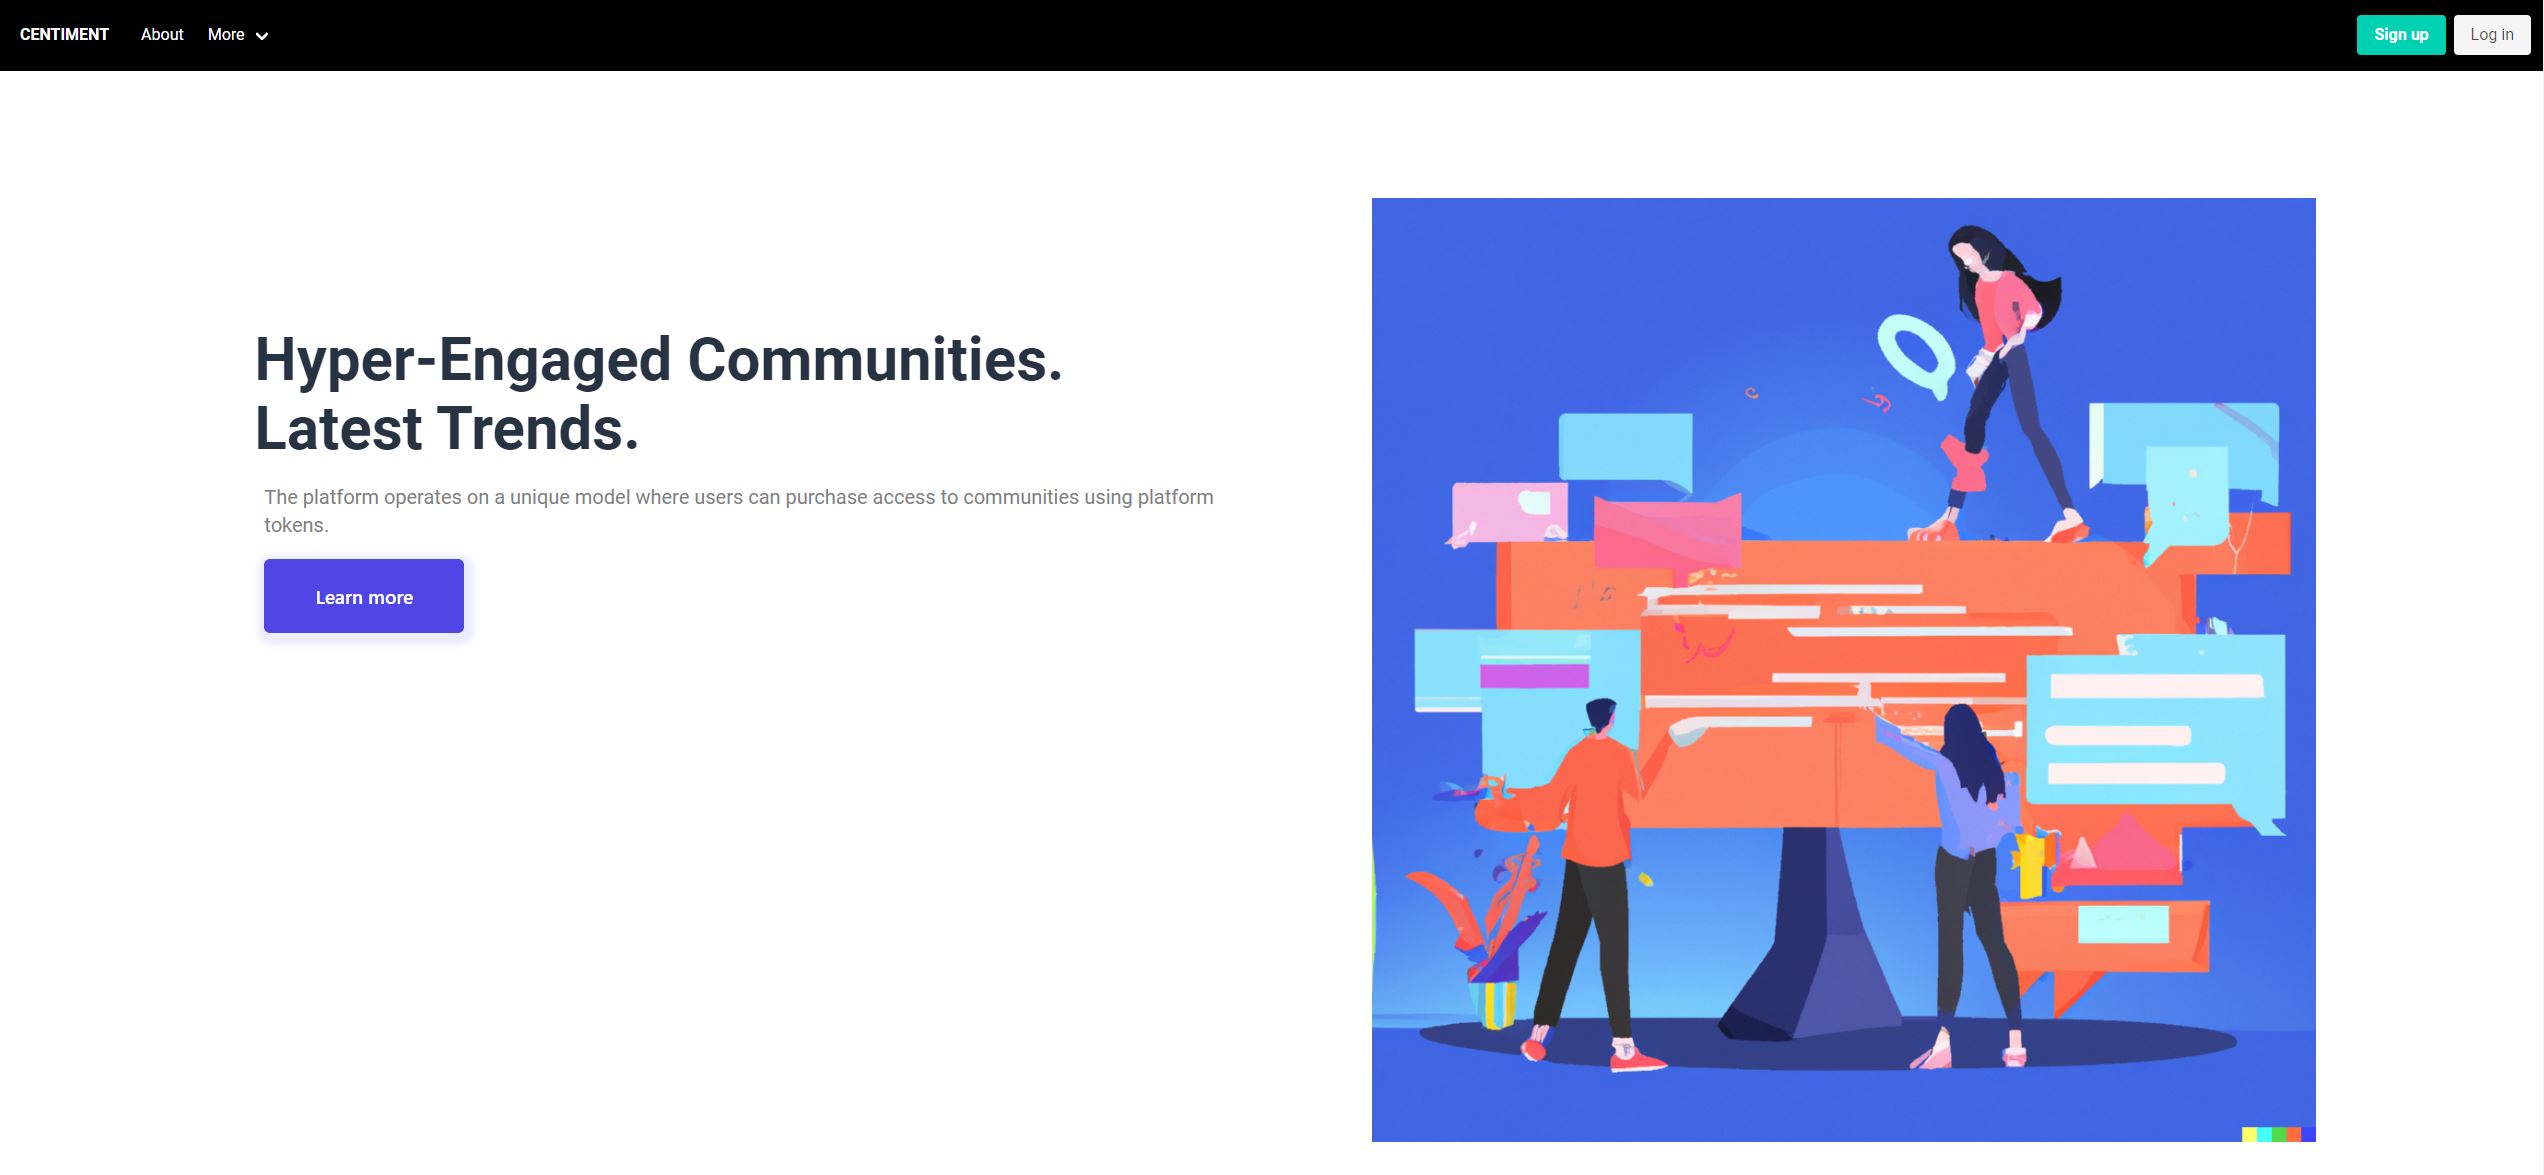 CENTIMENT About More Sign up Log in
Hyper-Engaged Communities.
Latest Trends.
The platform operates on a unique model where users can purchase access to communities using platform
tokens.
Learn more